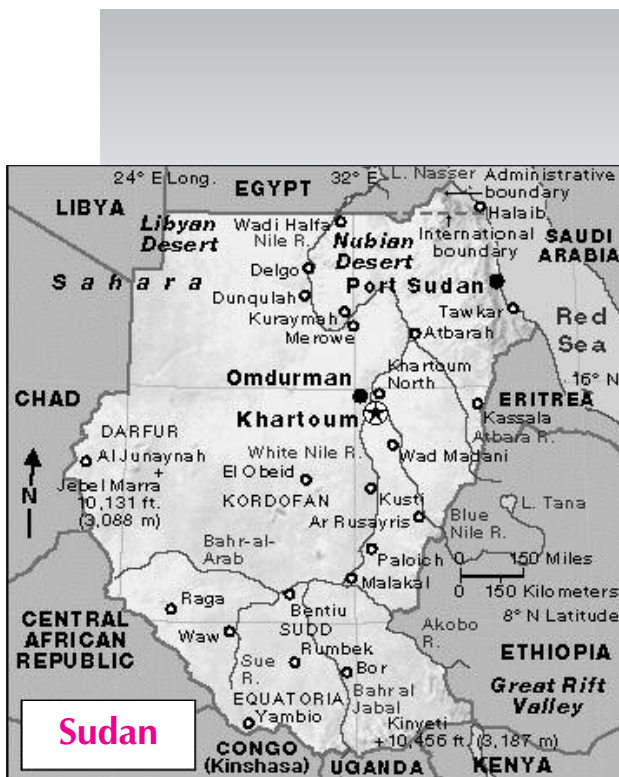 24° E Long.
32° E
L. Nasser
Administrative
boundary
EGYPT
LIBYA
Halaib
Libyan
Desert
Wadi Halfa
Nile R.
Nubian
Desert
International
boundary
SAUDI
ARABIA
Sahara
Delgo
Port Sudan
Dunqulah
Tawkar
Kuraymah
Merowe
Atbarah
Red
Sea
Omdurman
Khartoum
North
16° N
CHAD
ERITREA
Khartoum
Kassala
Atbara R.
DARFUR
Al Junaynah
White Nile R.
Wad Madani
El Obeid
Jebel Marra
10,131 ft.
(3,088 m)
N
KORDOFAN
Kusti
L. Tana
Ar Rusayris
Blue
Nile R.
Bahr-al-
Arab
Paloich
0 150 Miles
Malakal
0 150 Kilometers
8° N Latitude
Raga
Bentiu
CENTRAL
AFRICAN
REPUBLIC
Waw
SUDD
Akobo
R.
Rumbek
Sue
R.
Bor
ETHIOPIA
Bahr al
Jabal
Great Rift
Valley
EQUATORIA
Yambio
Kinyeti
+10,456 ft. (3,187 m)
Sudan
CONGO
(Kinshasa)
UGANDA
KENYA